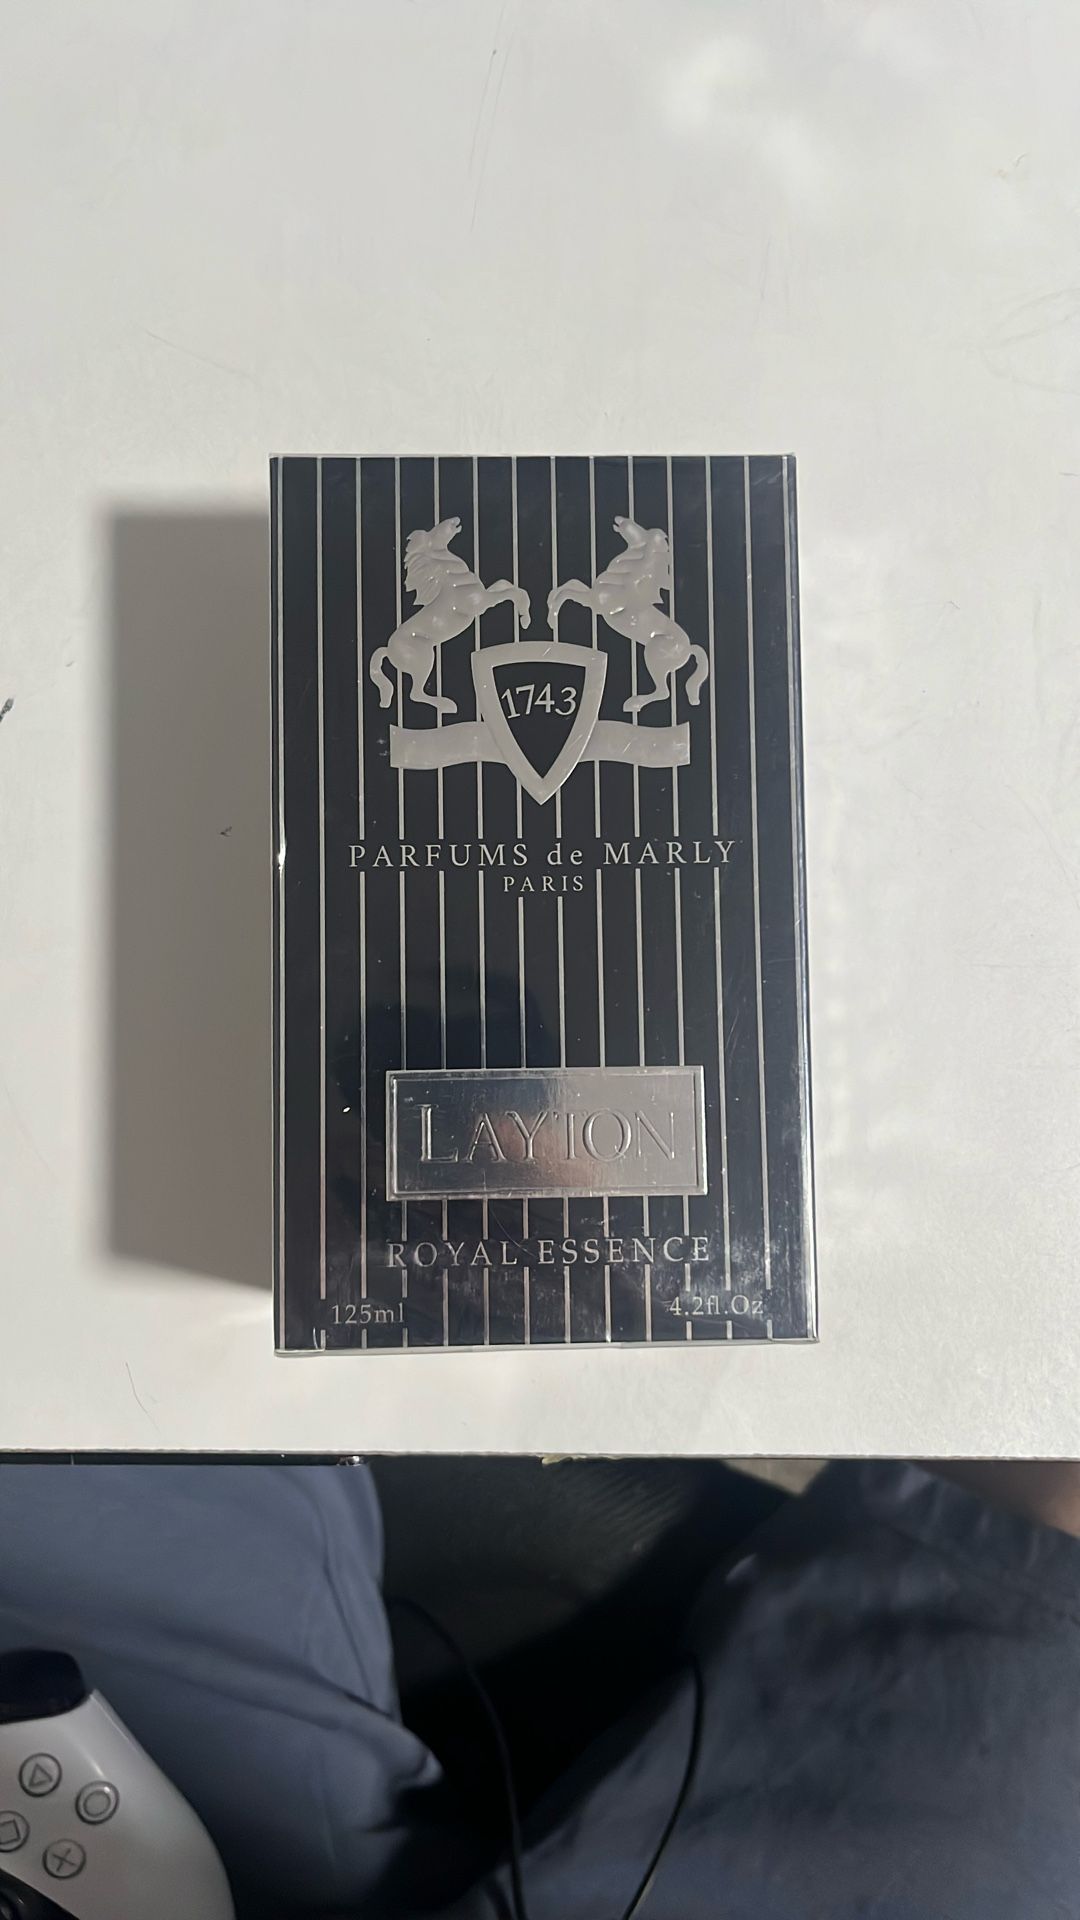 1743
PARFUMS de MARLY
PARIS
LAYTON
ROYAL ESSENCE
125ml 4.2fl.Oz